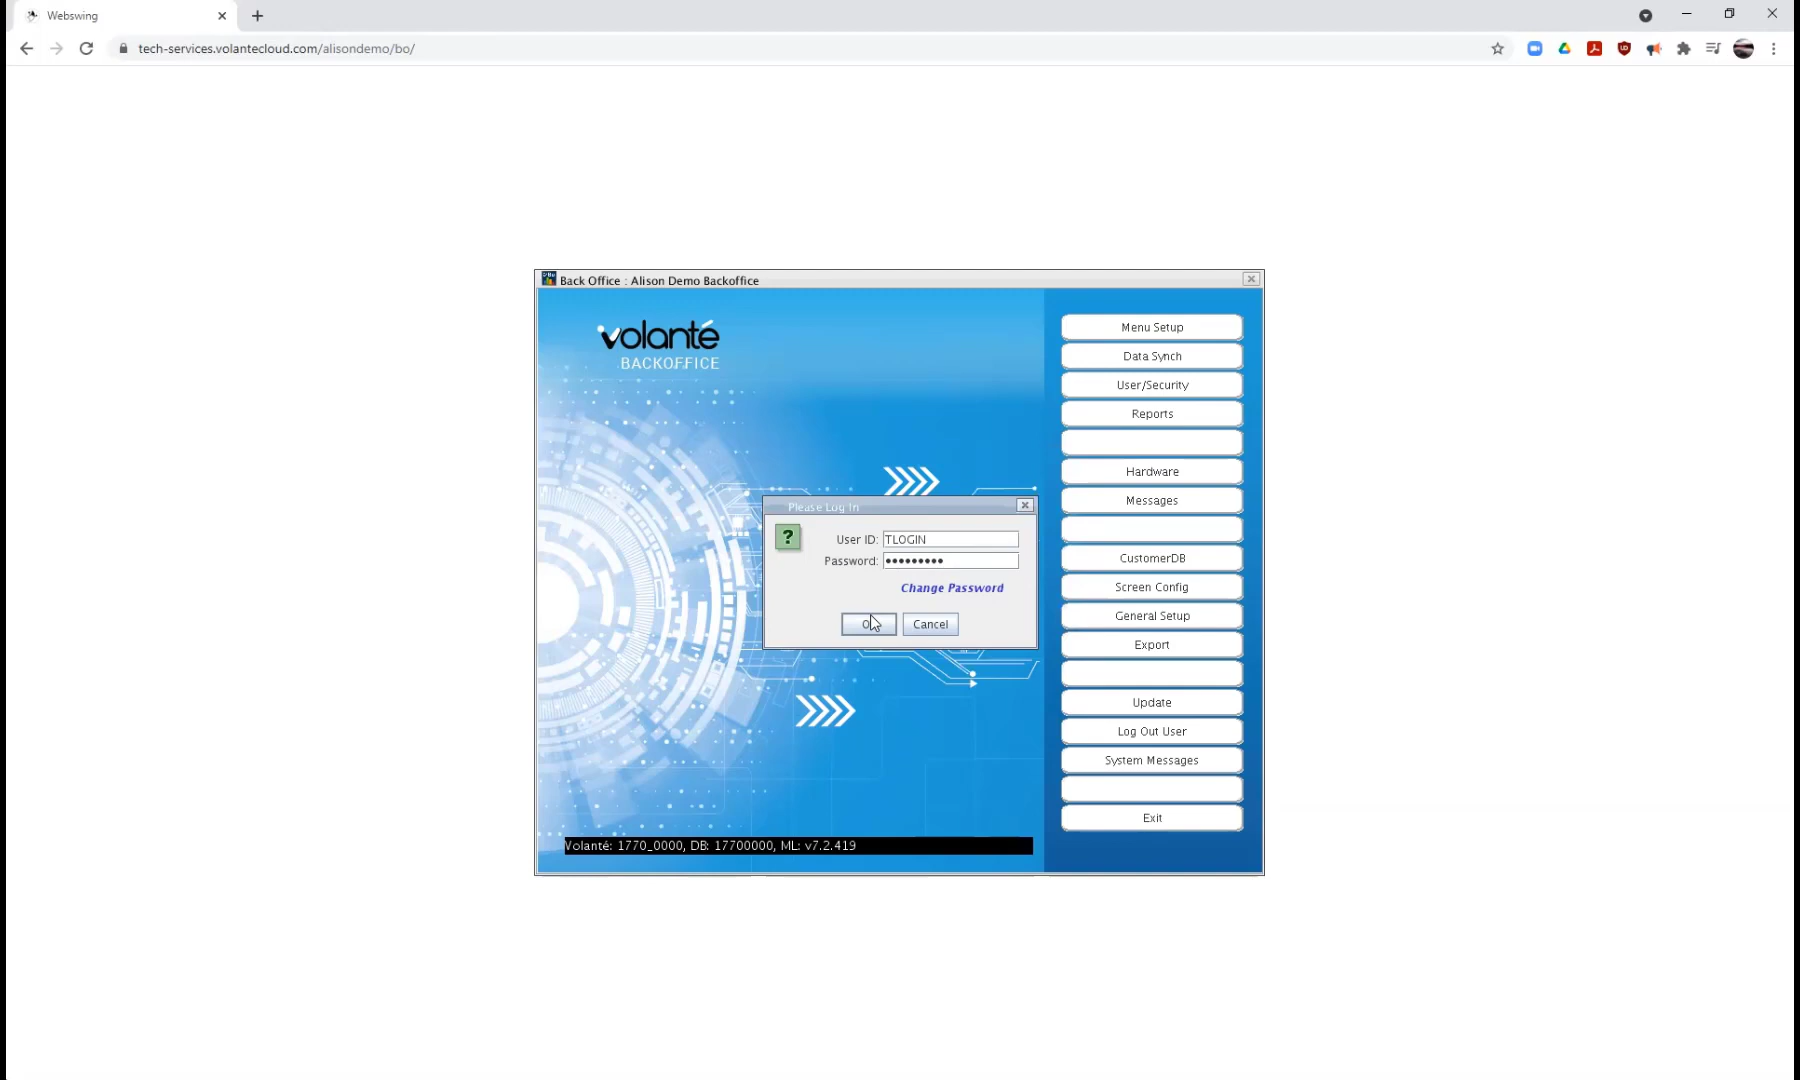 Webswing
tech-services.volantecloud.com/alisondemo/bo/
Back Office : Alison Demo Backoffice
volanté
BACKOFFICE
Menu Setup
Data Synch
User/Security
Reports
Hardware
Messages
CustomerDB
Screen Config
General Setup
Export
Update
Log Out User
System Messages
Exit
Please Log In
?
User ID: TLOGIN
Password: •••••••••
Change Password
Cancel
Volanté: 1770_0000, DB: 17700000, ML: v7.2.419